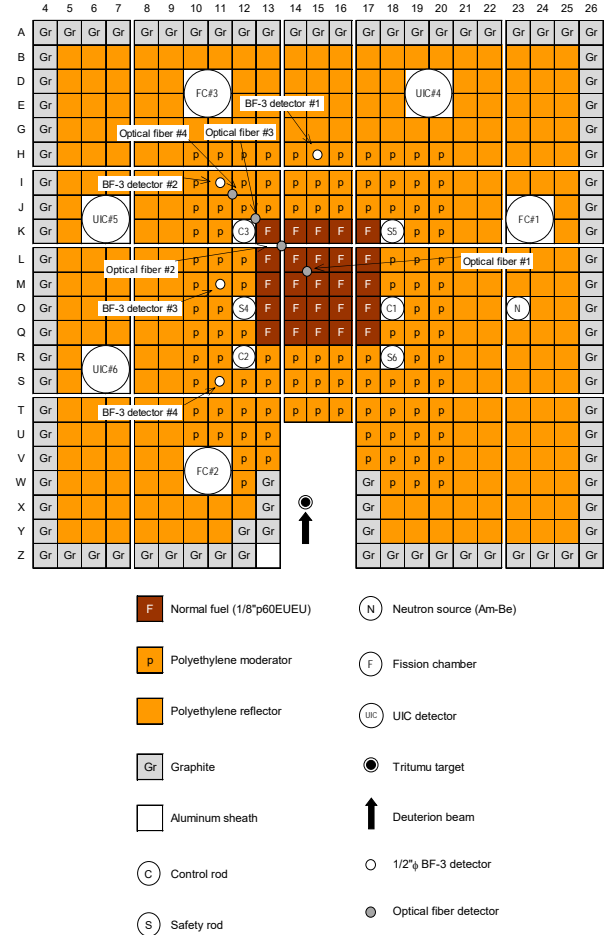 4 5 6 7 8 9 10 11 12 13 14 15 16 17 18 19 20 21 22 23 24 25 26
A Gr Gr Gr Gr Gr Gr Gr Gr Gr Gr Gr Gr Gr Gr Gr Gr Gr Gr Gr Gr Gr Gr Gr
B Gr Gr
D Gr FC#3 UIC#4 Gr
E Gr BF-3 detector #1 Gr
G Gr Optical fiber #4 Optical fiber #3 Gr
H Gr p p p p p p p p p p Gr
I Gr BF-3 detector #2 p p p p p p p p p p Gr
J Gr p p p p p p p p p p p Gr
UIC#5 FC#1
K Gr p p C3 F F F F F S5 p p Gr
L Gr p p p F F F F F p p p Gr
Optical fiber #2 Optical fiber #1
M Gr p p F F F F F p p p Gr
BF-3 detector #3
O Gr p p S4 F F F F F C1 p p N Gr
Q Gr p p p F F F F F p p p Gr
R Gr UIC#6 p p C2 p p p p p S6 p p Gr
S Gr p p p p p p p p p p Gr
BF-3 detector #4
T Gr p p p p p p p p p p p Gr
U Gr p p p p p p p p Gr
V Gr FC#2 p p p p p p Gr
W Gr p Gr Gr p p p Gr
X Gr Gr Gr Gr
Y Gr Gr Gr Gr Gr
Z Gr Gr Gr Gr Gr Gr Gr Gr Gr Gr Gr Gr Gr Gr Gr Gr Gr Gr Gr
F Normal fuel (1/8"p60EUEU)
p Polyethylene moderator
Polyethylene reflector
Gr Graphite
Aluminum sheath
C Control rod
S Safety rod
N Neutron source (Am-Be)
F Fission chamber
UIC UIC detector
Tritumu target
Deuterion beam
1/2"ϕ BF-3 detector
Optical fiber detector